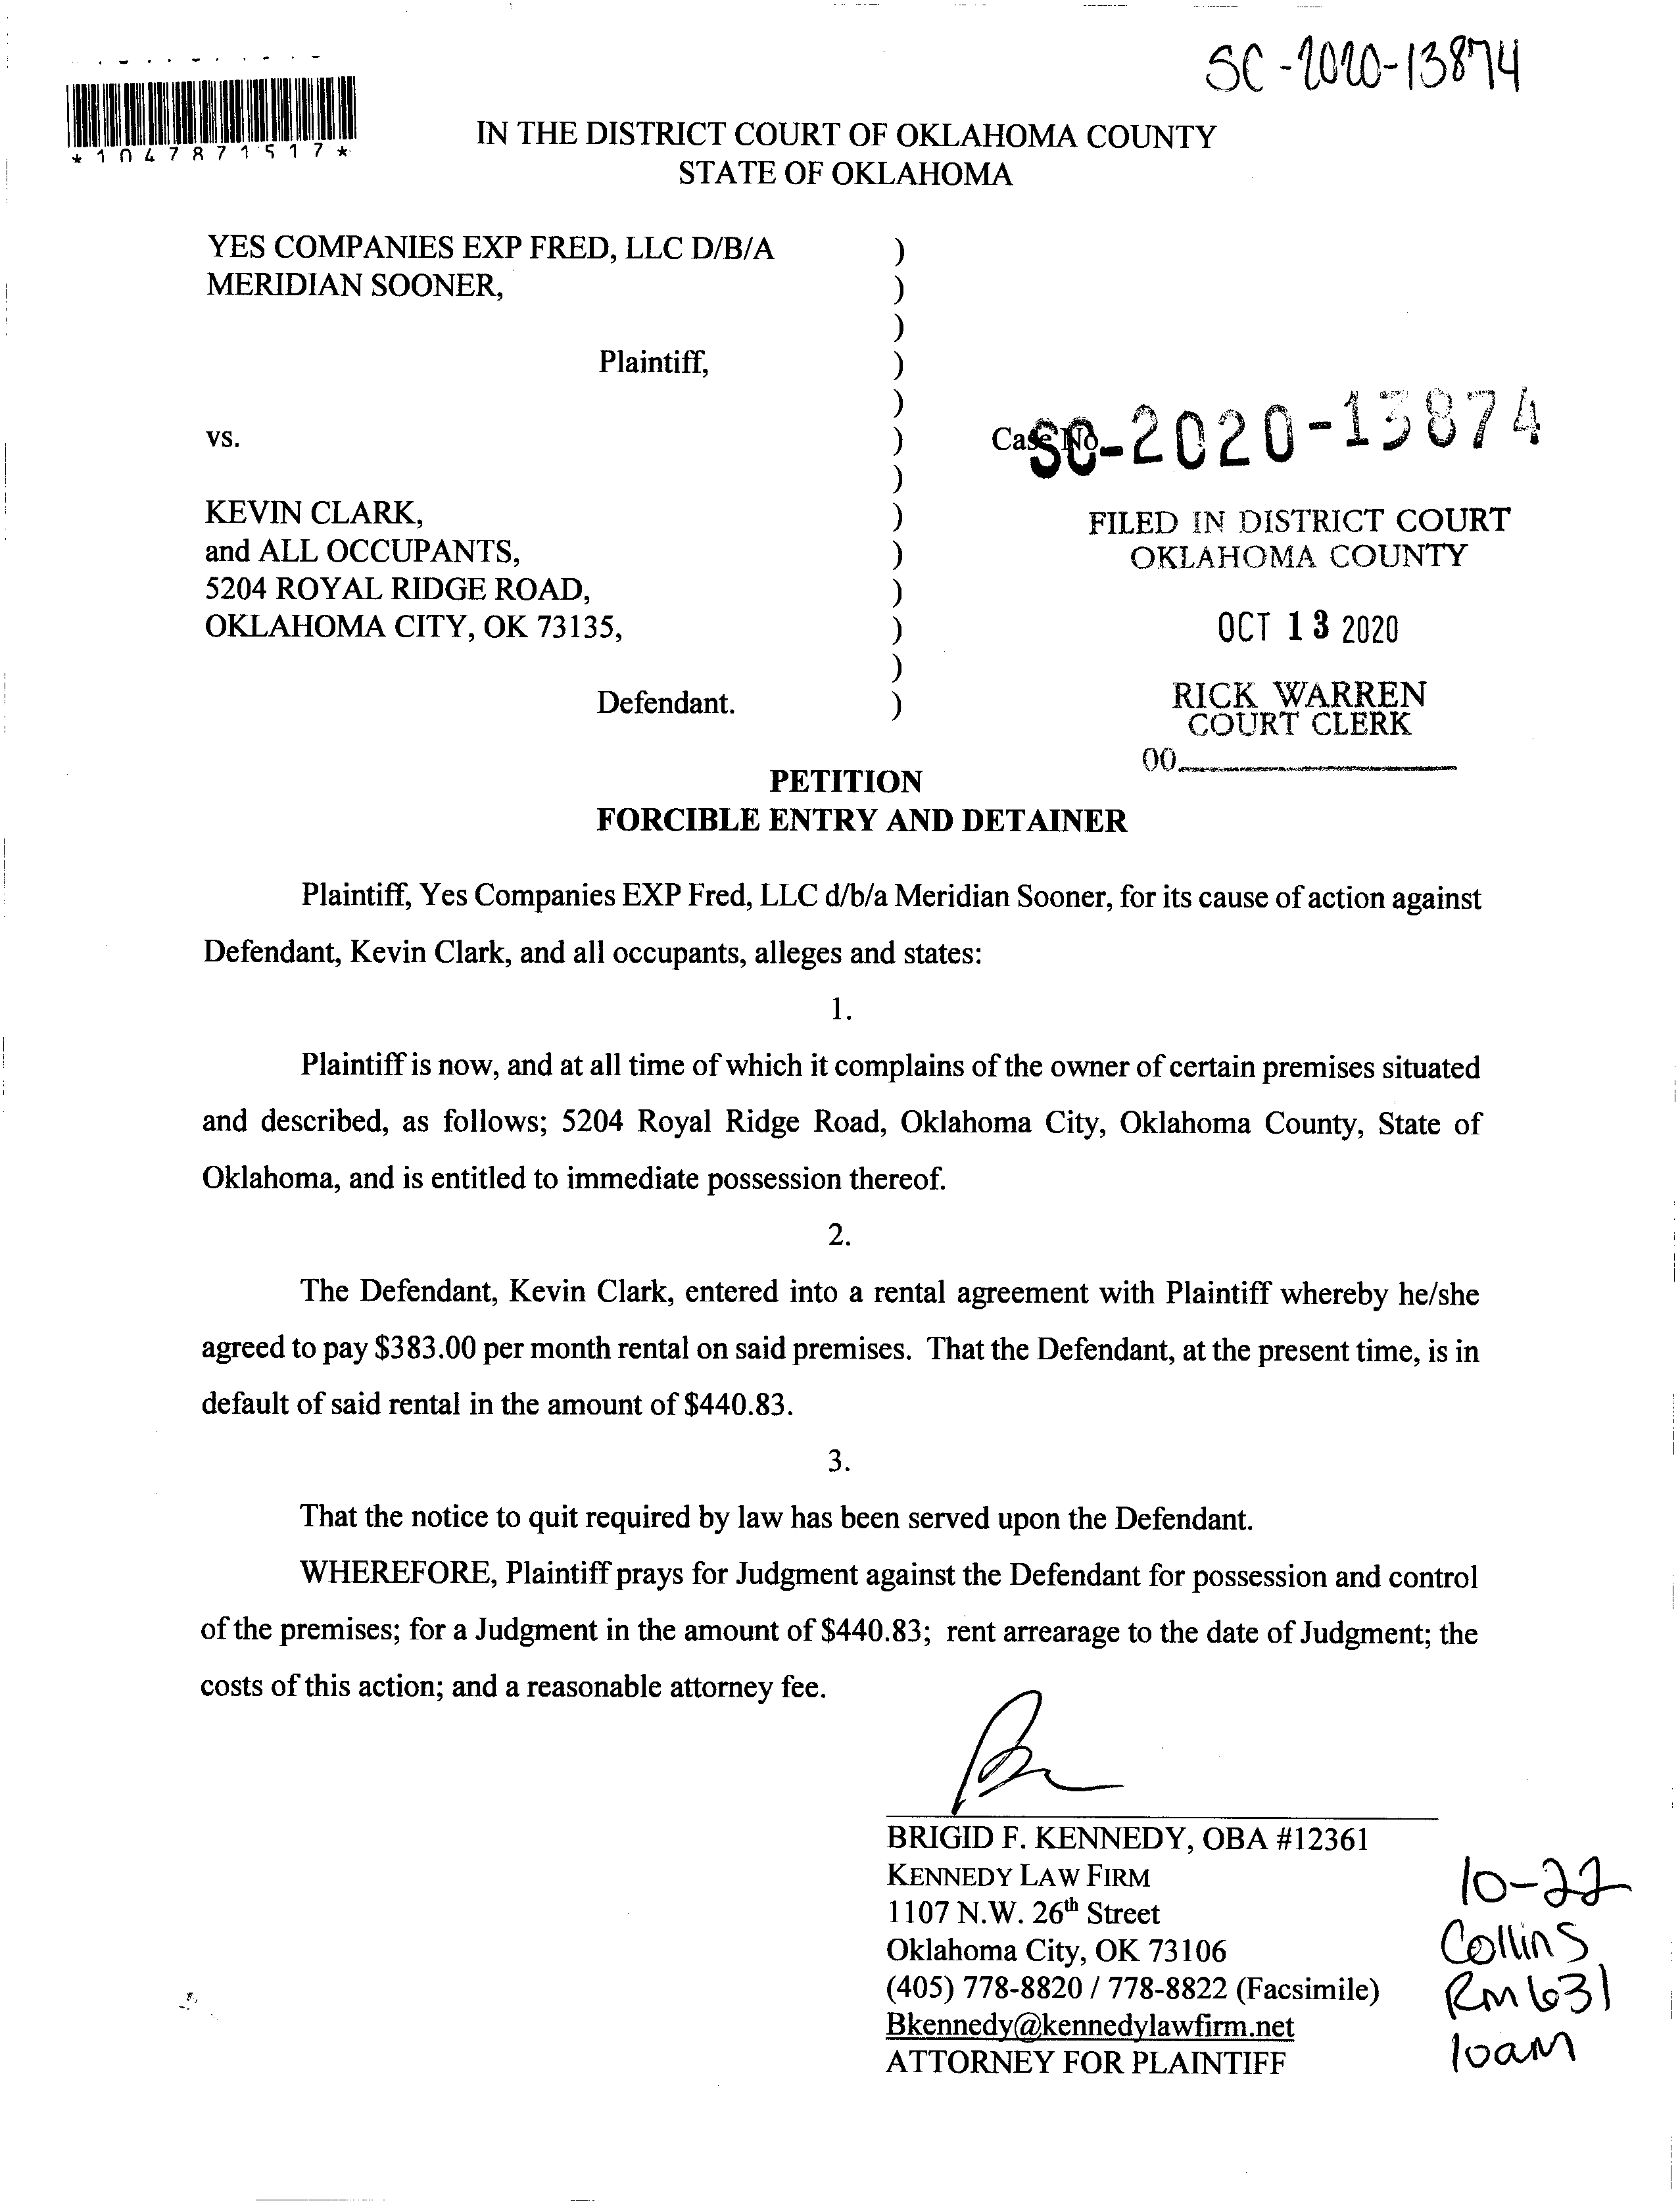 SC-2020-13874
*1047871517*
IN THE DISTRICT COURT OF OKLAHOMA COUNTY
STATE OF OKLAHOMA
YES COMPANIES EXP FRED, LLC D/B/A )
MERIDIAN SOONER, )
)
Plaintiff, )
)
vs. ) Case No. SC-2020-13874
)
KEVIN CLARK, )
and ALL OCCUPANTS, )
5204 ROYAL RIDGE ROAD, )
OKLAHOMA CITY, OK 73135, )
)
Defendant. )
FILED IN DISTRICT COURT
OKLAHOMA COUNTY
OCT 13 2020
RICK WARREN
COURT CLERK
00
PETITION
FORCIBLE ENTRY AND DETAINER
Plaintiff, Yes Companies EXP Fred, LLC d/b/a Meridian Sooner, for its cause of action against
Defendant, Kevin Clark, and all occupants, alleges and states:
1.
Plaintiff is now, and at all time of which it complains of the owner of certain premises situated
and described, as follows; 5204 Royal Ridge Road, Oklahoma City, Oklahoma County, State of
Oklahoma, and is entitled to immediate possession thereof.
2.
The Defendant, Kevin Clark, entered into a rental agreement with Plaintiff whereby he/she
agreed to pay $383.00 per month rental on said premises. That the Defendant, at the present time, is in
default of said rental in the amount of $440.83.
3.
That the notice to quit required by law has been served upon the Defendant.
WHEREFORE, Plaintiff prays for Judgment against the Defendant for possession and control
of the premises; for a Judgment in the amount of $440.83; rent arrearage to the date of Judgment; the
costs of this action; and a reasonable attorney fee.
BRIGID F. KENNEDY, OBA #12361
KENNEDY LAW FIRM
1107 N.W. 26th Street
Oklahoma City, OK 73106
(405) 778-8820 / 778-8822 (Facsimile)
Bkennedy@kennedylawfirm.net
ATTORNEY FOR PLAINTIFF
10-22
Collins
Rm 631
10am